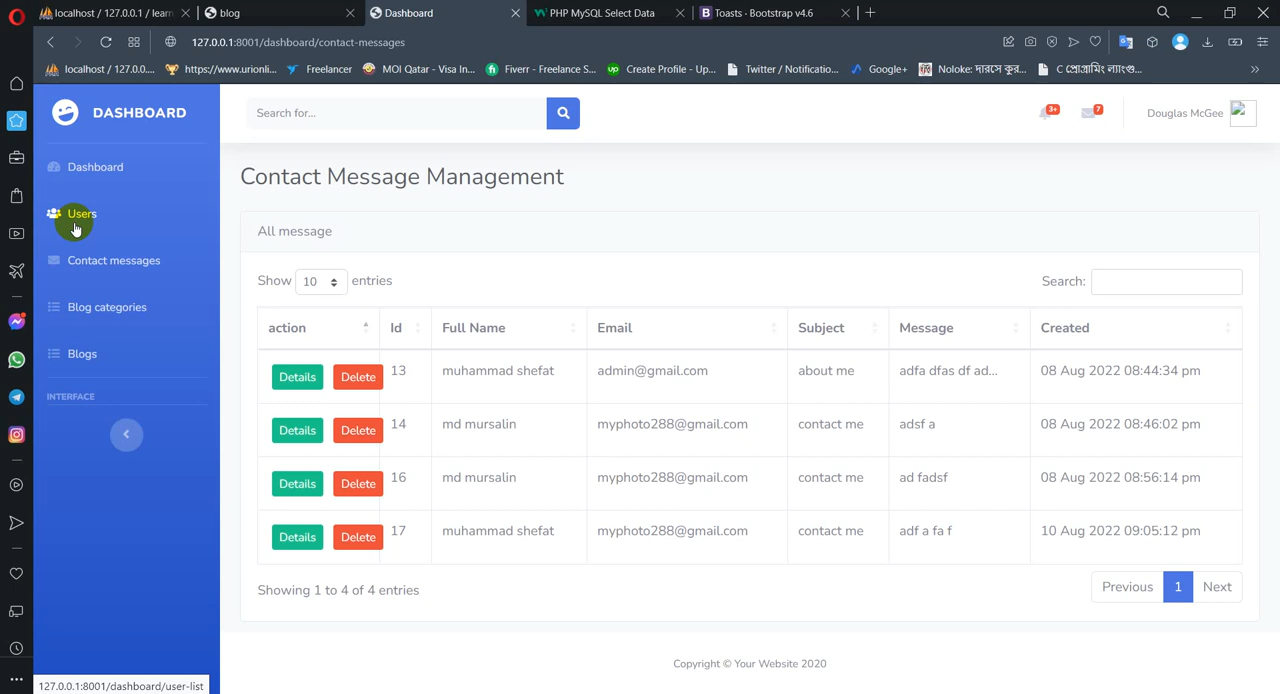 localhost / 127.0.0.1 / learn
blog
Dashboard
PHP MySQL Select Data
Toasts · Bootstrap v4.6
127.0.0.1:8001/dashboard/contact-messages
localhost / 127.0.0....
https://www.urionli...
Freelancer
MOI Qatar - Visa In...
Fiverr - Freelance S...
Create Profile - Up...
Twitter / Notificatio...
Google+
Noloke: দারসে কুর...
C প্রোগ্রামিং ল্যাংগু...
DASHBOARD
Search for...
3+
7
Douglas McGee
Dashboard
Users
Contact messages
Blog categories
Blogs
INTERFACE
Contact Message Management
All message
Show 10 entries
Search:
action Id Full Name Email Subject Message Created
Details Delete 13 muhammad shefat admin@gmail.com about me adfa dfas df ad... 08 Aug 2022 08:44:34 pm
Details Delete 14 md mursalin myphoto288@gmail.com contact me adsf a 08 Aug 2022 08:46:02 pm
Details Delete 16 md mursalin myphoto288@gmail.com contact me ad fadsf 08 Aug 2022 08:56:14 pm
Details Delete 17 muhammad shefat myphoto288@gmail.com contact me adf a fa f 10 Aug 2022 09:05:12 pm
Showing 1 to 4 of 4 entries
Previous 1 Next
Copyright © Your Website 2020
127.0.0.1:8001/dashboard/user-list